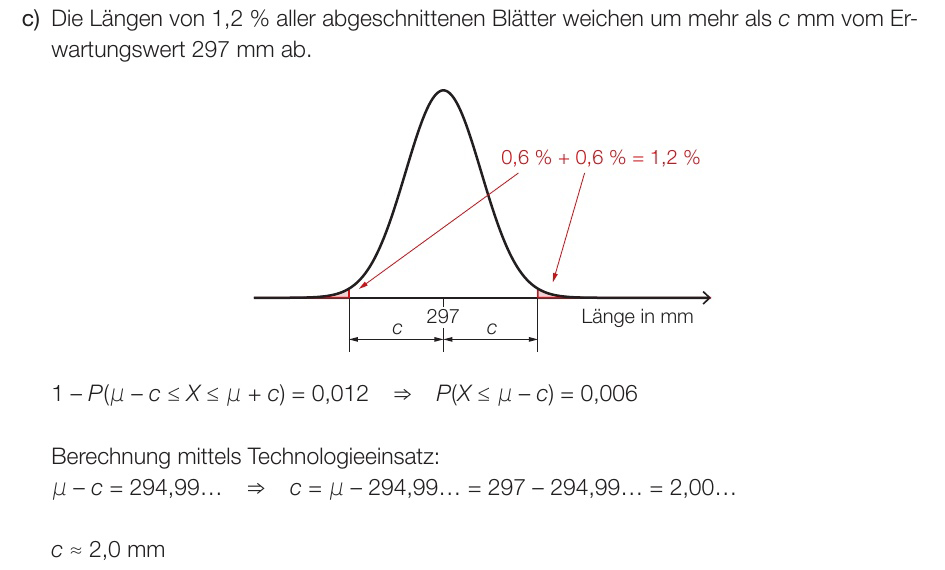 c) Die Längen von 1,2 % aller abgeschnittenen Blätter weichen um mehr als c mm vom Er-
wartungswert 297 mm ab.
0,6 % + 0,6 % = 1,2 %
297
Länge in mm
c
c
1 – P(μ – c ≤ X ≤ μ + c) = 0,012 ⇒ P(X ≤ μ – c) = 0,006
Berechnung mittels Technologieeinsatz:
μ – c = 294,99… ⇒ c = μ – 294,99… = 297 – 294,99… = 2,00…
c ≈ 2,0 mm